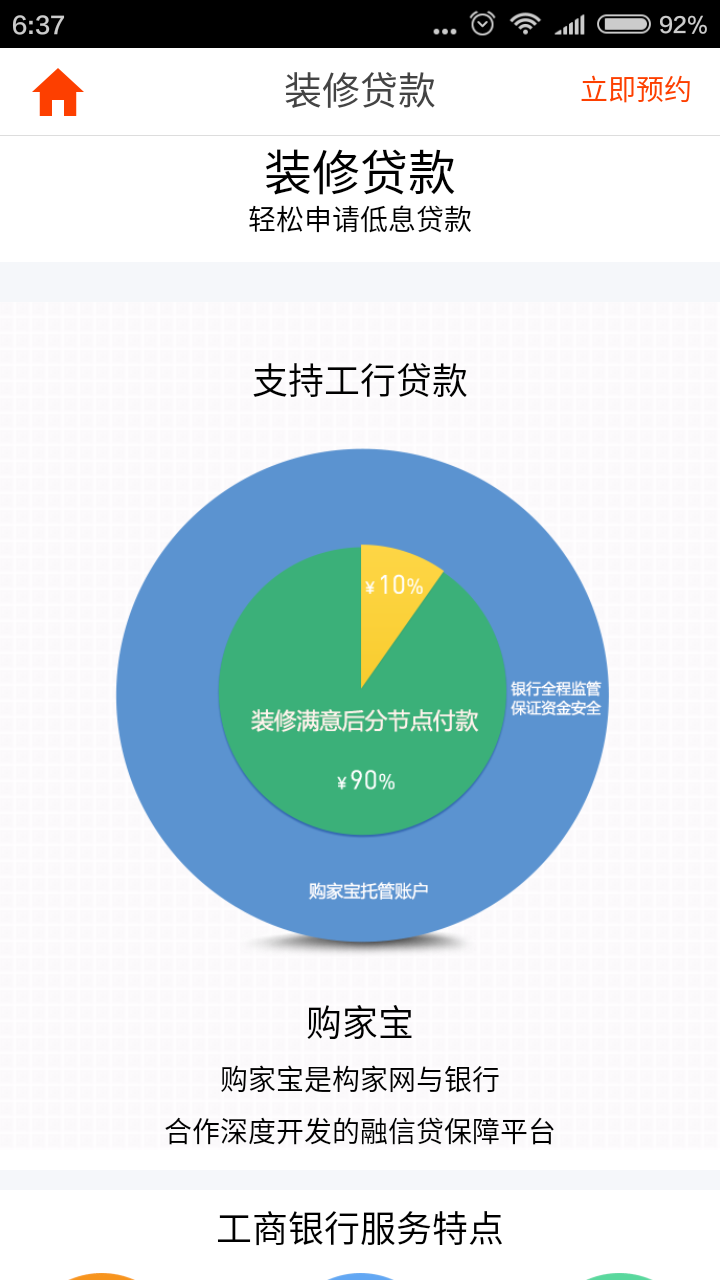 6:37
92%
装修贷款
立即预约
装修贷款
轻松申请低息贷款
支持工行贷款
¥10%
银行全程监管
保证资金安全
装修满意后分节点付款
¥90%
购家宝托管账户
购家宝
购家宝是构家网与银行
合作深度开发的融信贷保障平台
工商银行服务特点